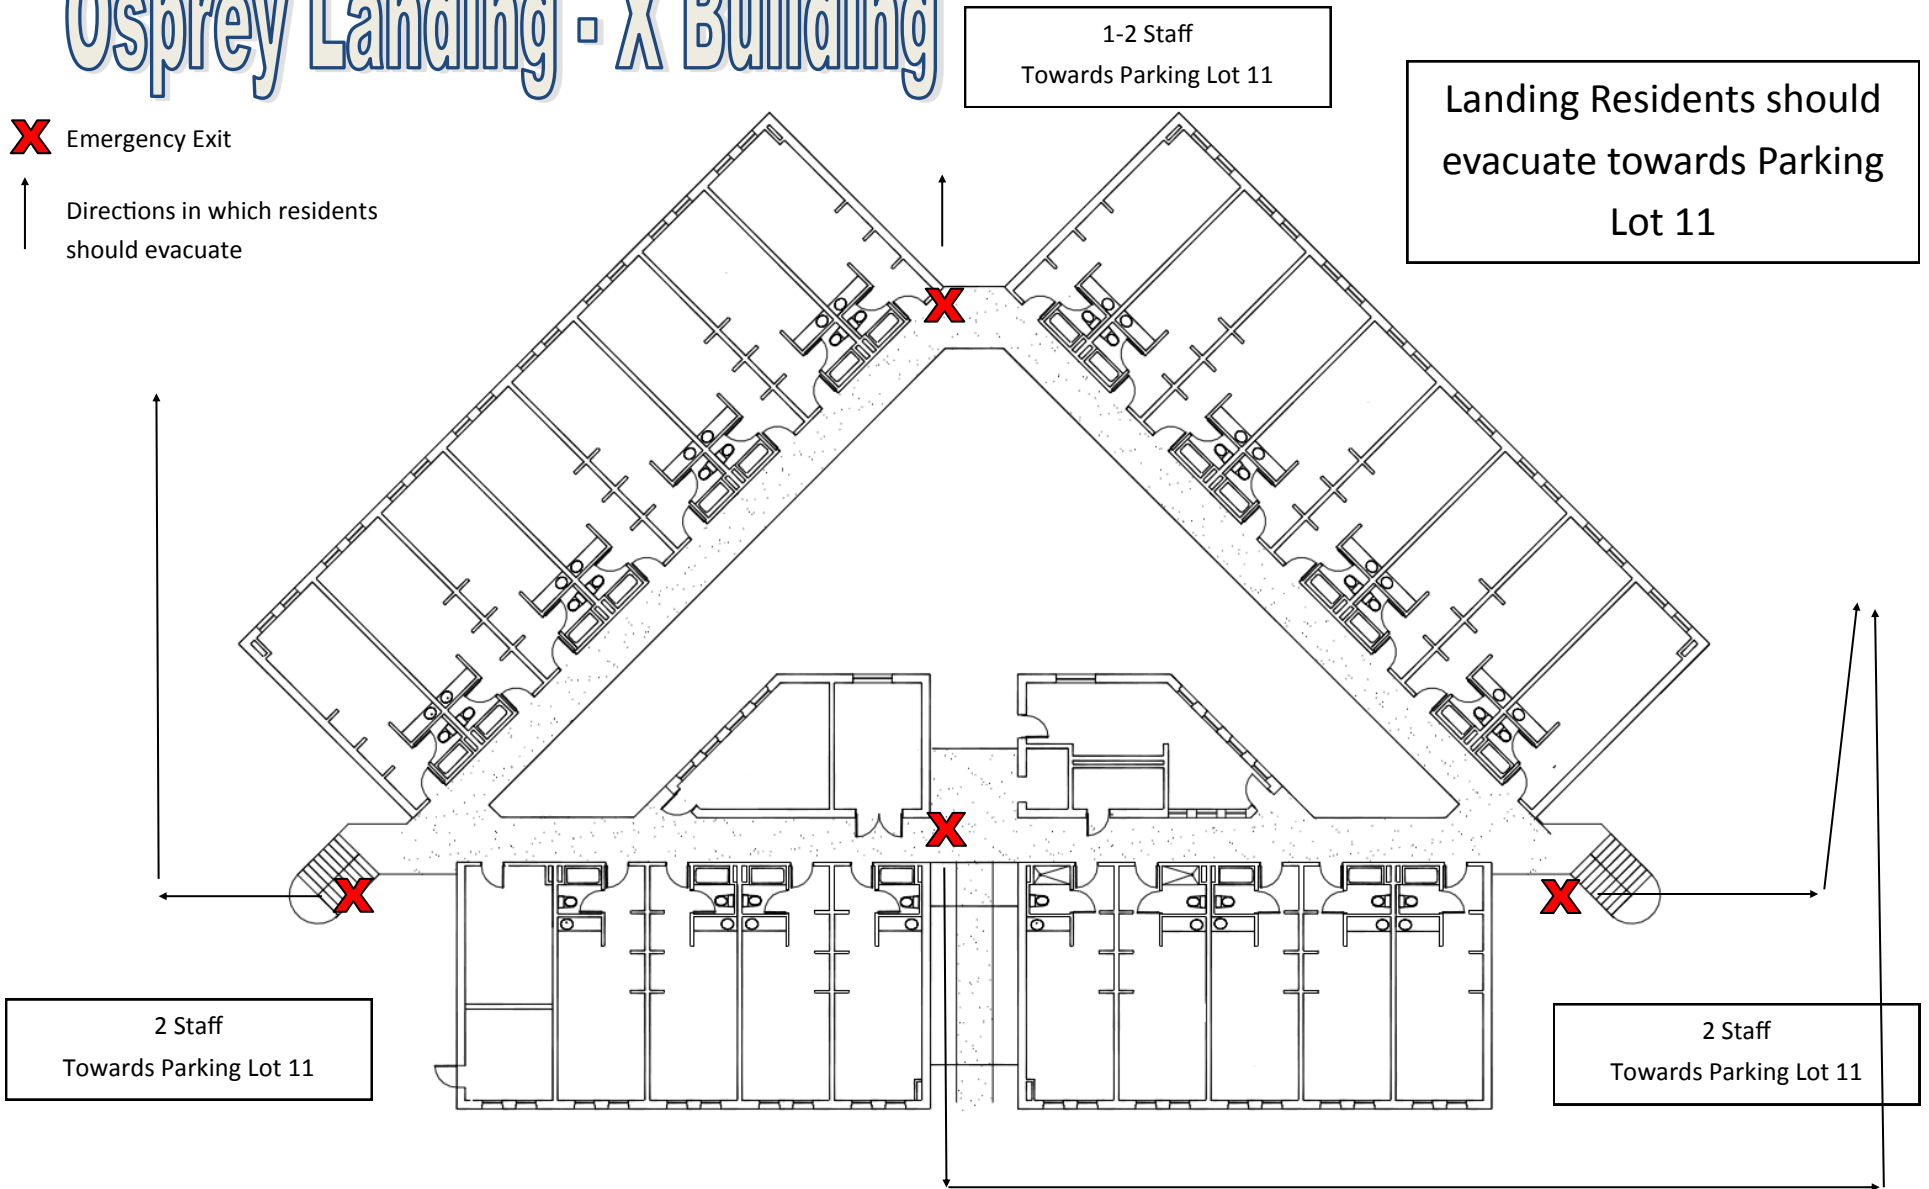 Osprey Landing - X Building
1-2 Staff
Towards Parking Lot 11
Landing Residents should
evacuate towards Parking
Lot 11
X Emergency Exit
Directions in which residents
should evacuate
X
X
X
X
2 Staff
Towards Parking Lot 11
2 Staff
Towards Parking Lot 11